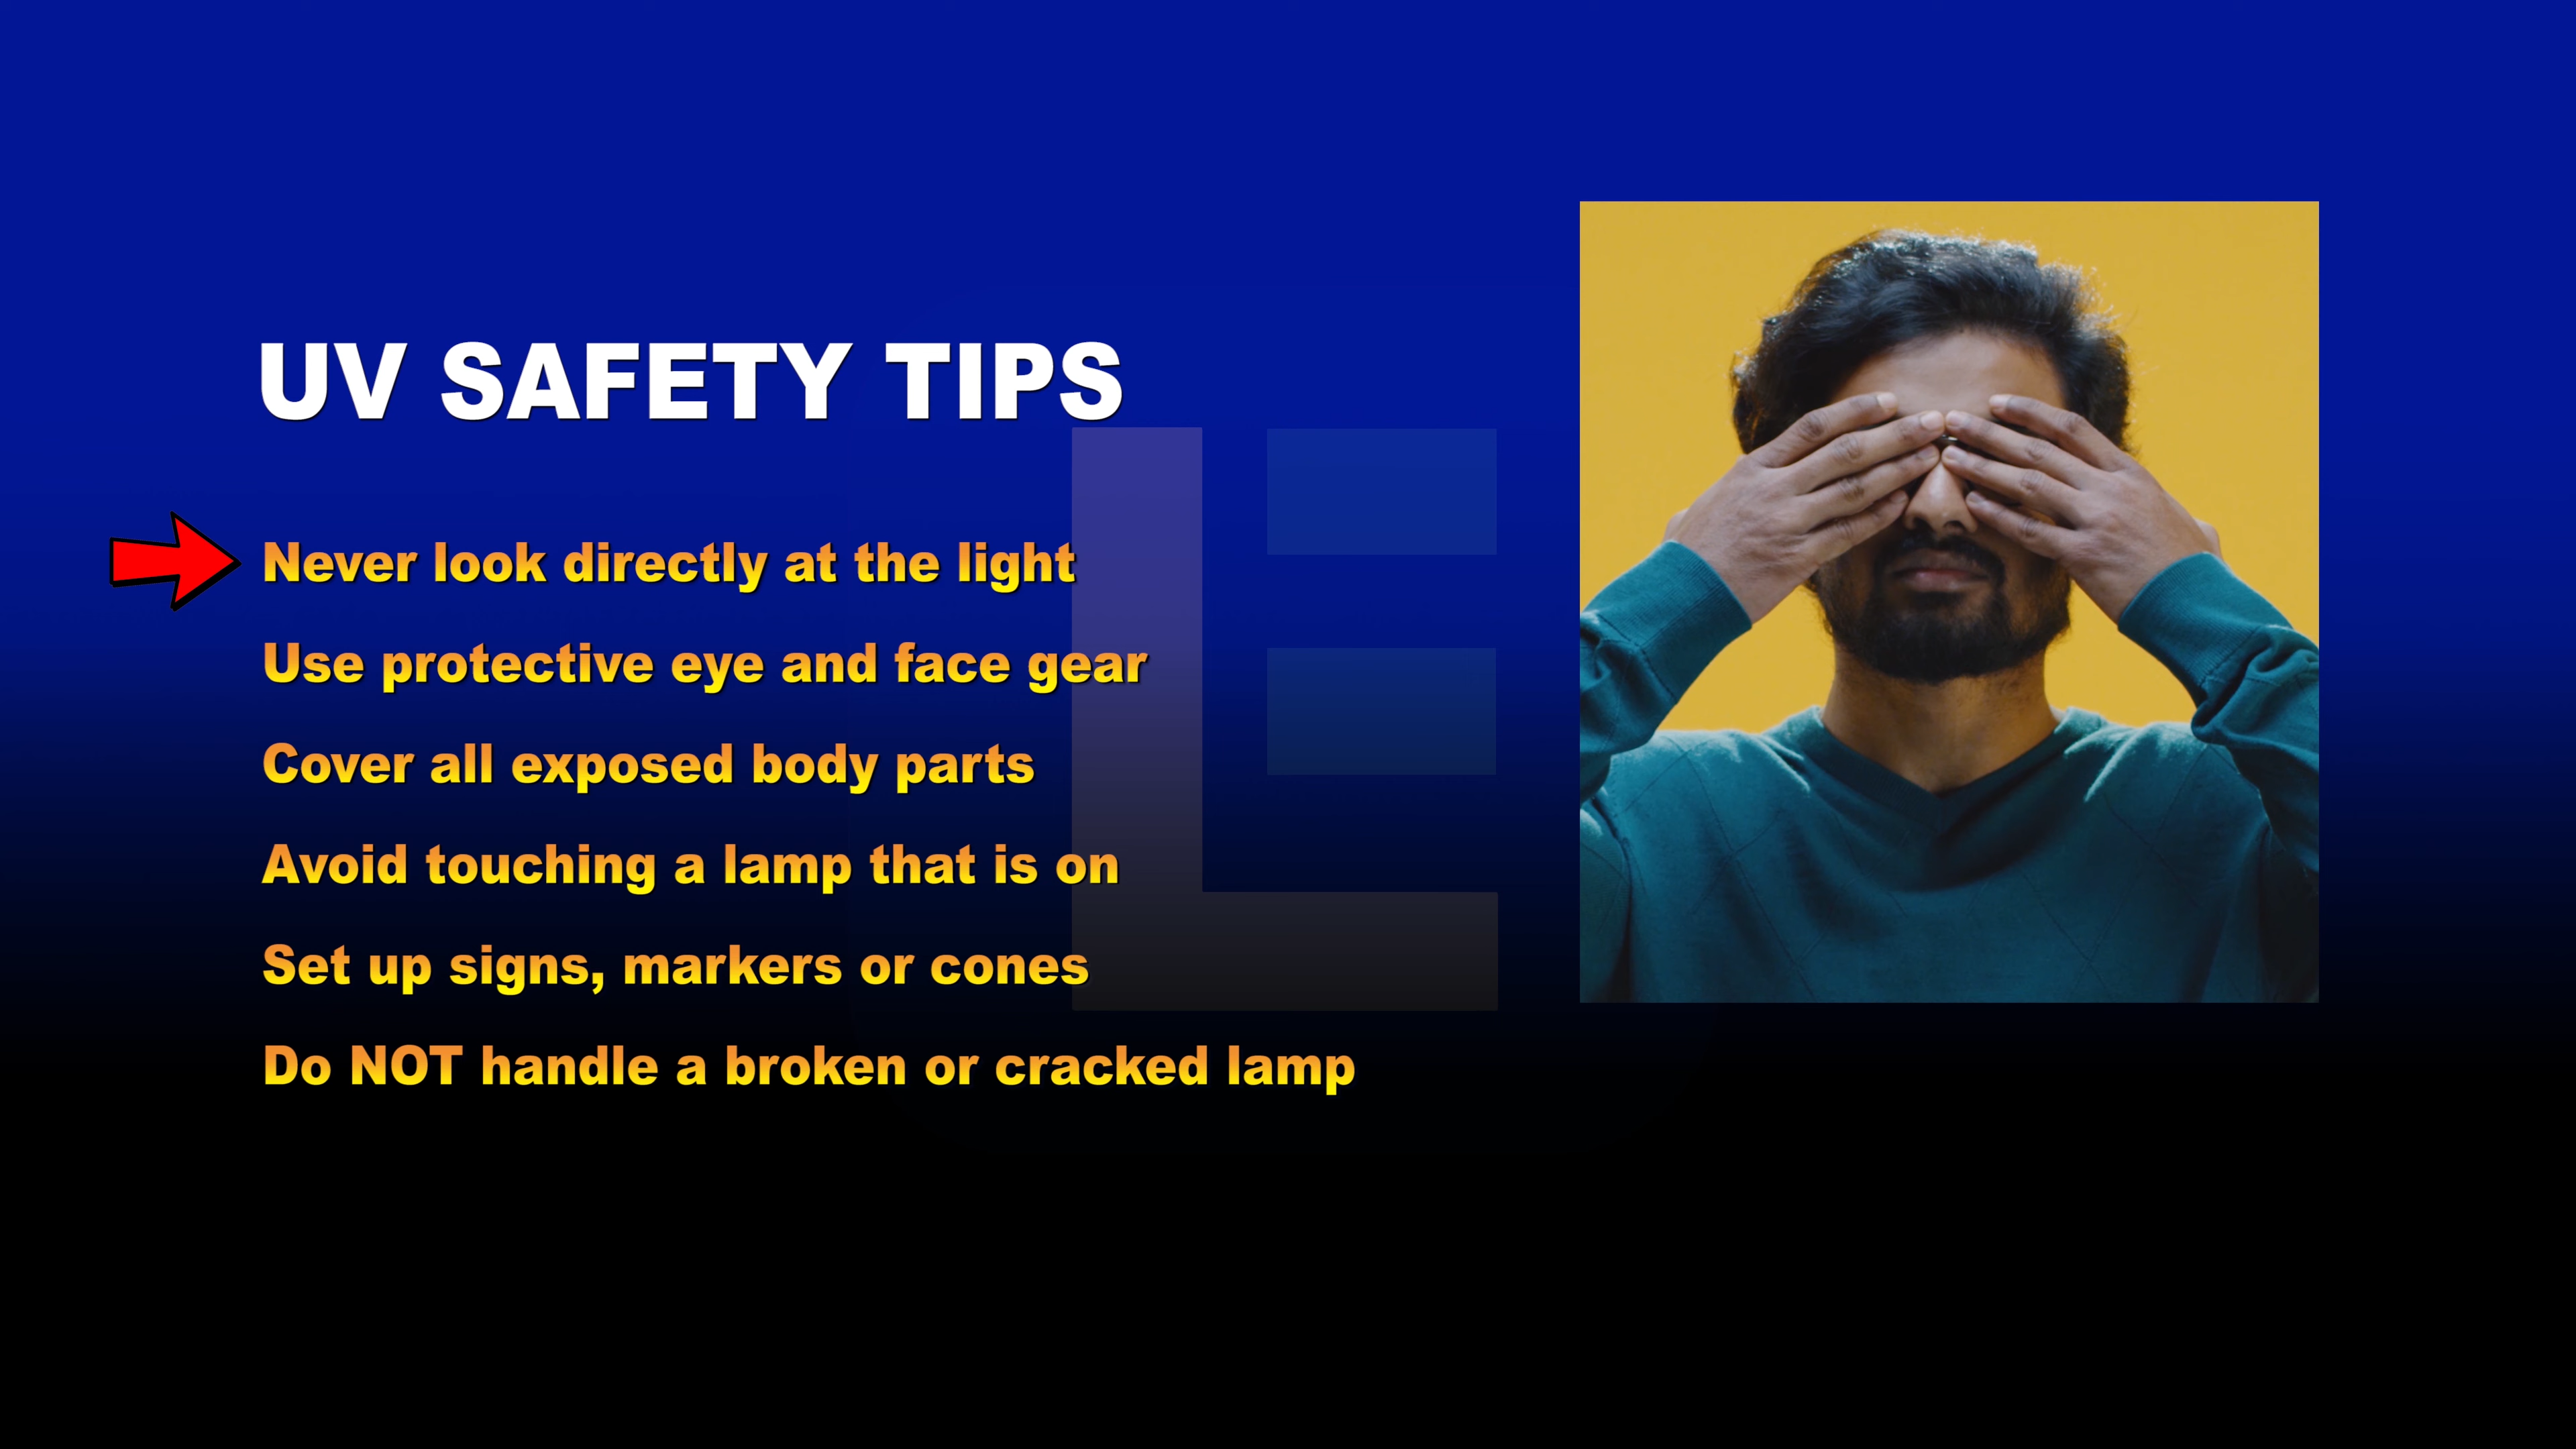 UV SAFETY TIPS
Never look directly at the light
Use protective eye and face gear
Cover all exposed body parts
Avoid touching a lamp that is on
Set up signs, markers or cones
Do NOT handle a broken or cracked lamp